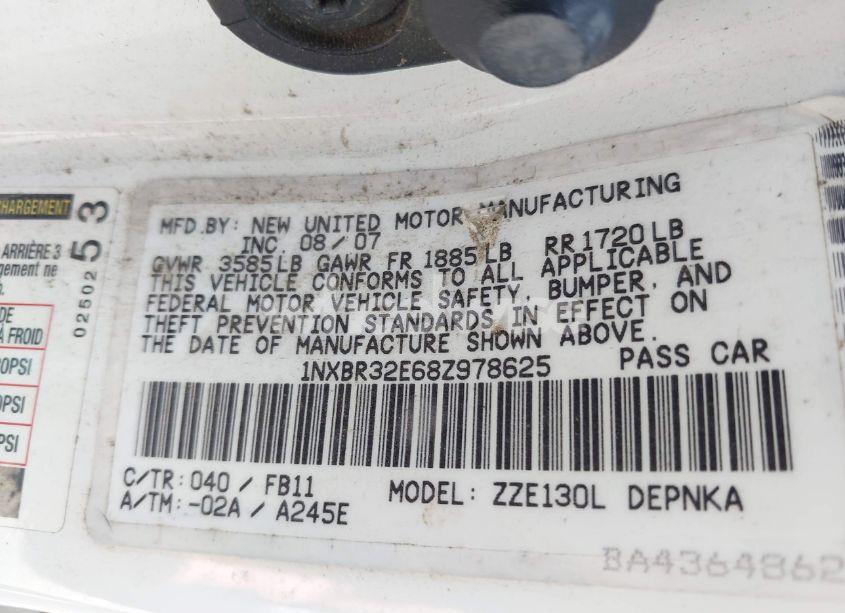 CHARGEMENT
ARRIÈRE 3
gement ne
DE
À FROID
0PSI
0PSI
PSI
02502 53
MFD.BY: NEW UNITED MOTOR MANUFACTURING
INC. 08/07
GVWR 3585LB GAWR FR 1885LB RR 1720LB
THIS VEHICLE CONFORMS TO ALL APPLICABLE
FEDERAL MOTOR VEHICLE SAFETY, BUMPER, AND
THEFT PREVENTION STANDARDS IN EFFECT ON
THE DATE OF MANUFACTURE SHOWN ABOVE.
1NXBR32E68Z978625 PASS CAR
C/TR: 040 / FB11
A/TM: -02A / A245E
MODEL: ZZE130L DEPNKA
BA4364862